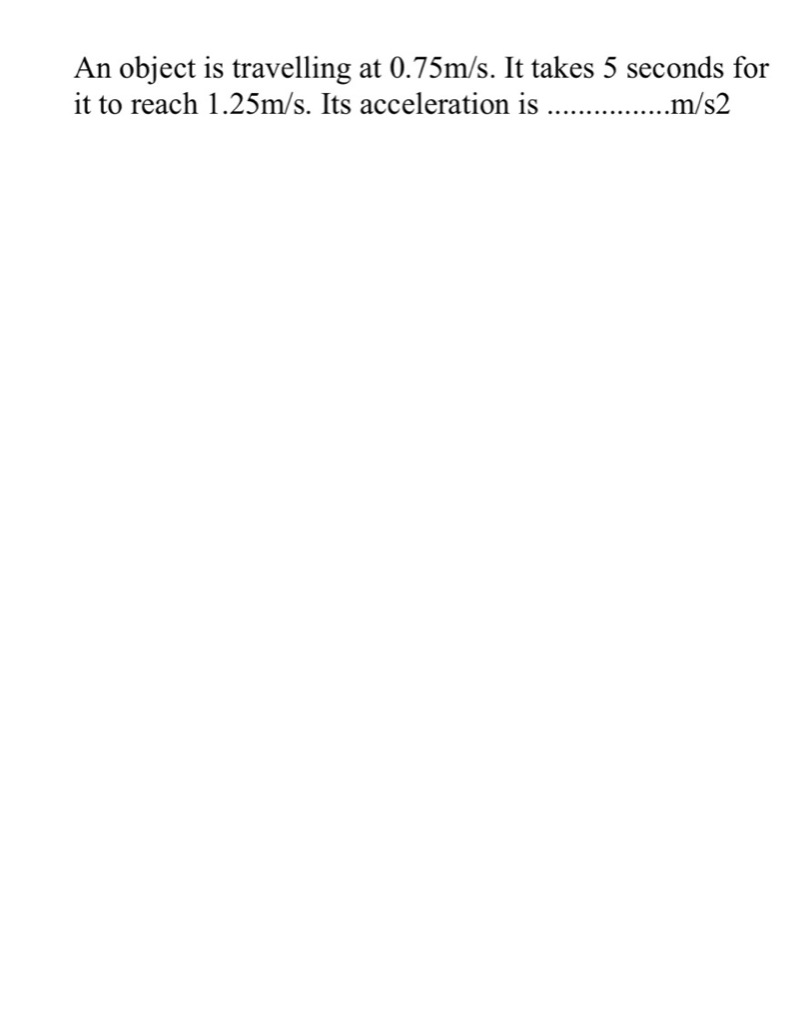 An object is travelling at 0.75m/s. It takes 5 seconds for
it to reach 1.25m/s. Its acceleration is ................m/s2